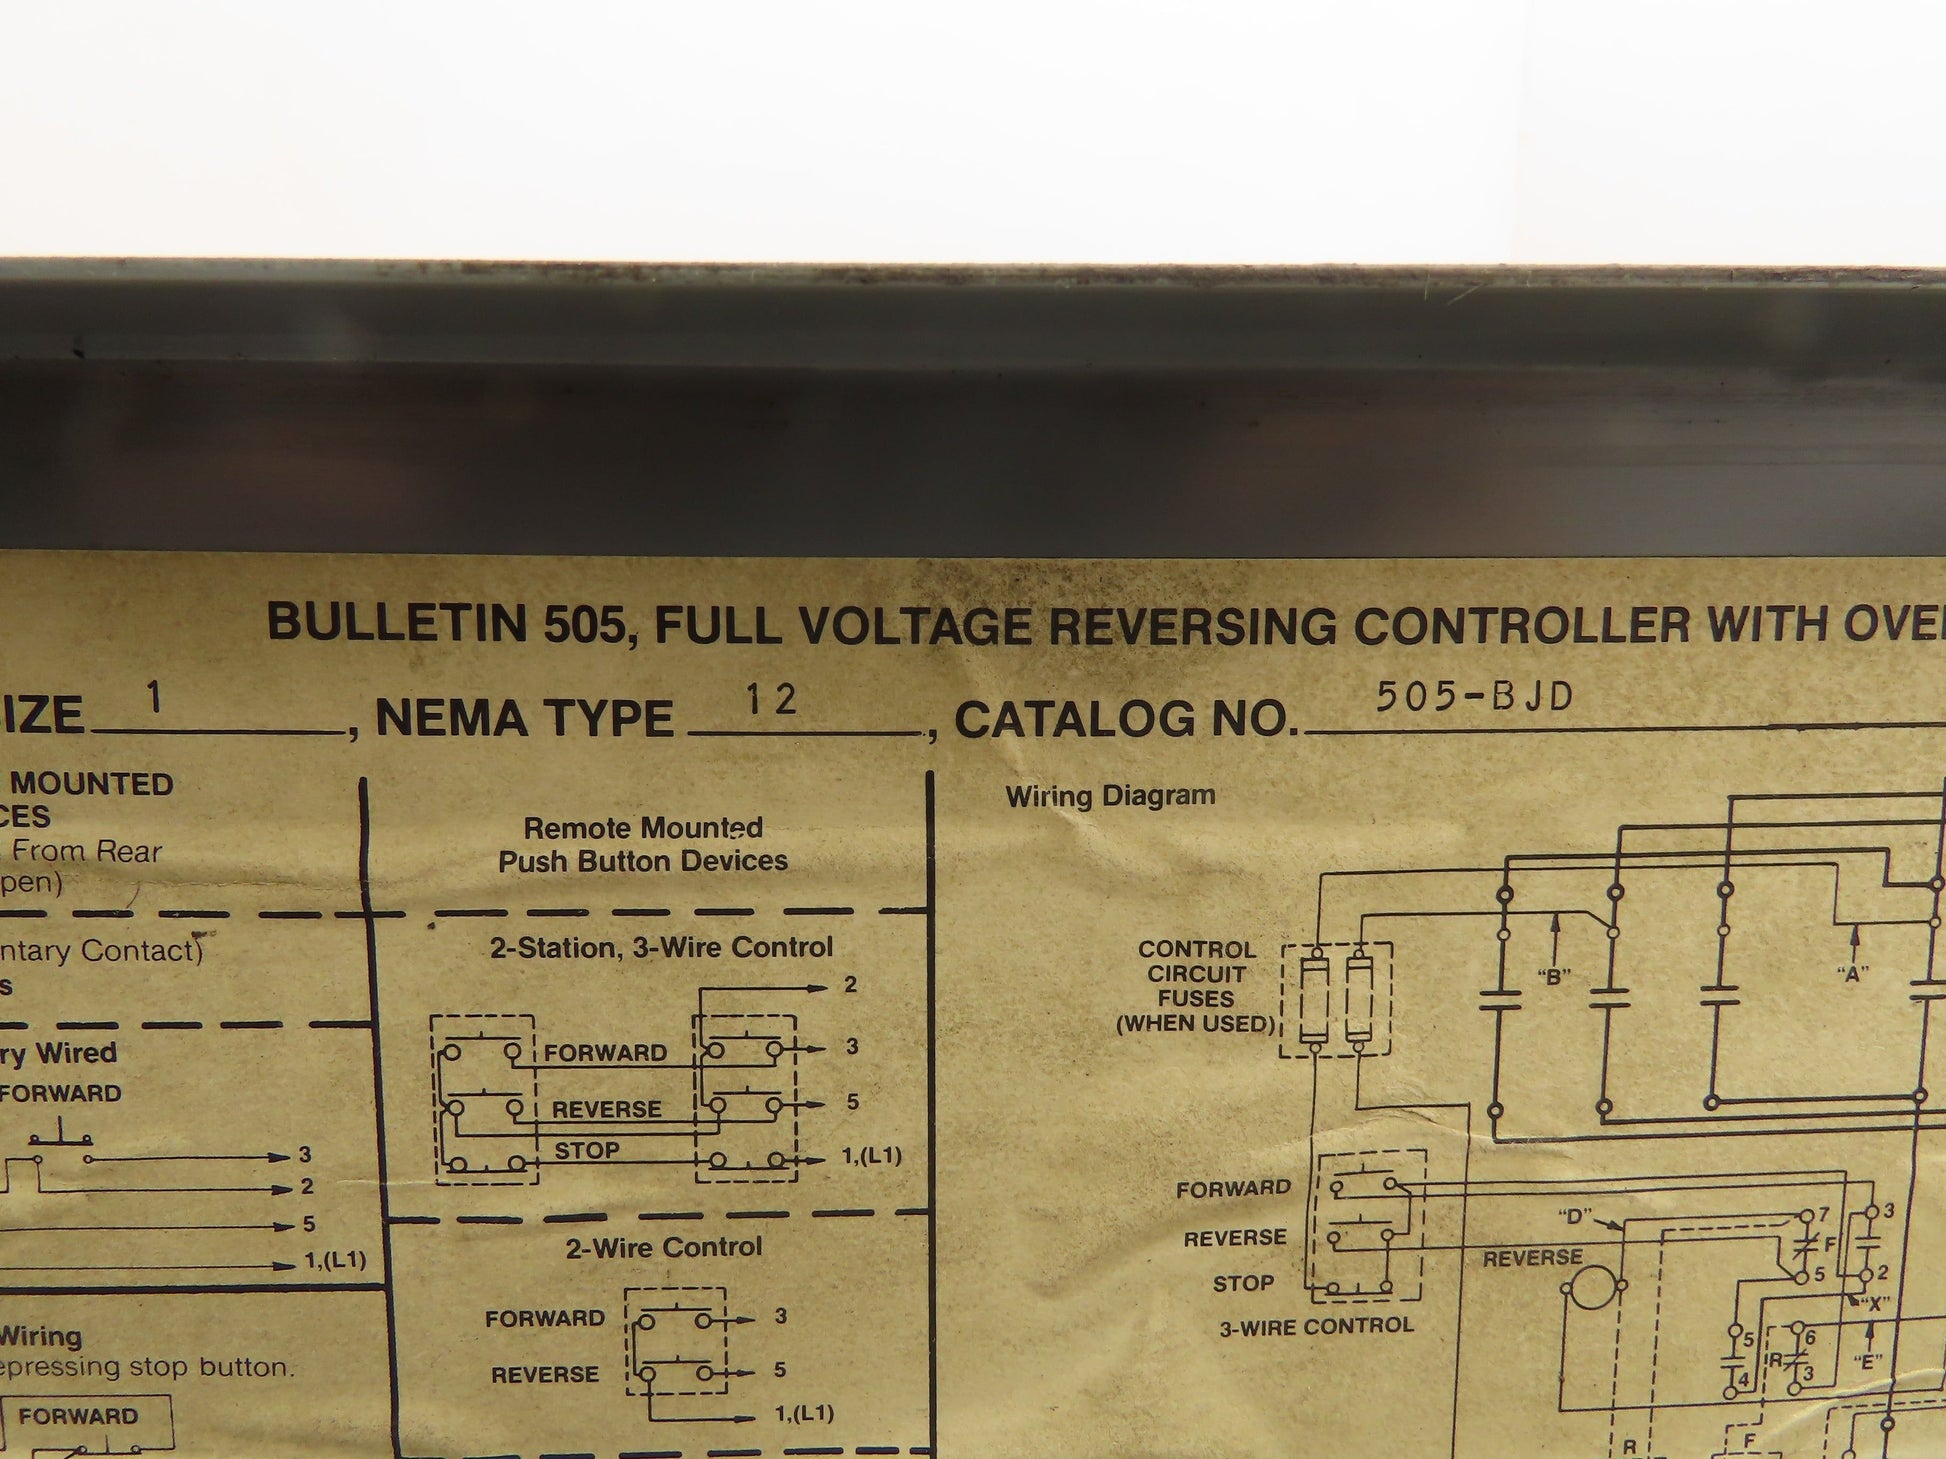 BULLETIN 505, FULL VOLTAGE REVERSING CONTROLLER WITH OVE
IZE 1, NEMA TYPE 12, CATALOG NO. 505-BJD
MOUNTED
CES
From Rear
pen)
ntary Contact)
s
ry Wired
FORWARD
3
2
5
1,(L1)
Wiring
epressing stop button.
FORWARD
Remote Mounted
Push Button Devices
2-Station, 3-Wire Control
2
FORWARD 3
REVERSE 5
STOP 1,(L1)
2-Wire Control
FORWARD 3
REVERSE 5
1,(L1)
Wiring Diagram
CONTROL
CIRCUIT
FUSES
(WHEN USED)
"B"
"A"
FORWARD
REVERSE
STOP
3-WIRE CONTROL
"D"
REVERSE
7
F
5
3
2
"X"
5
4
6
R
3
"E"
R
F